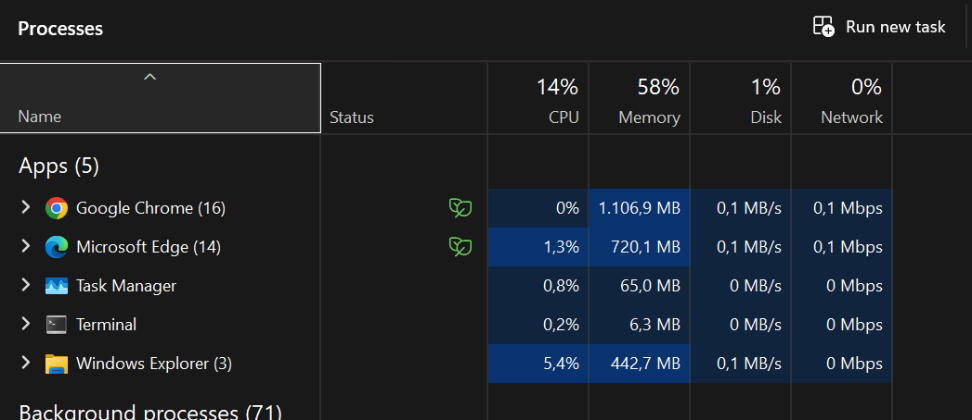 Processes
Run new task
Name Status 14% CPU 58% Memory 1% Disk 0% Network
Apps (5)
Google Chrome (16) 0% 1.106,9 MB 0,1 MB/s 0,1 Mbps
Microsoft Edge (14) 1,3% 720,1 MB 0,1 MB/s 0,1 Mbps
Task Manager 0,8% 65,0 MB 0 MB/s 0 Mbps
Terminal 0,2% 6,3 MB 0 MB/s 0 Mbps
Windows Explorer (3) 5,4% 442,7 MB 0,1 MB/s 0 Mbps
Background processes (71)